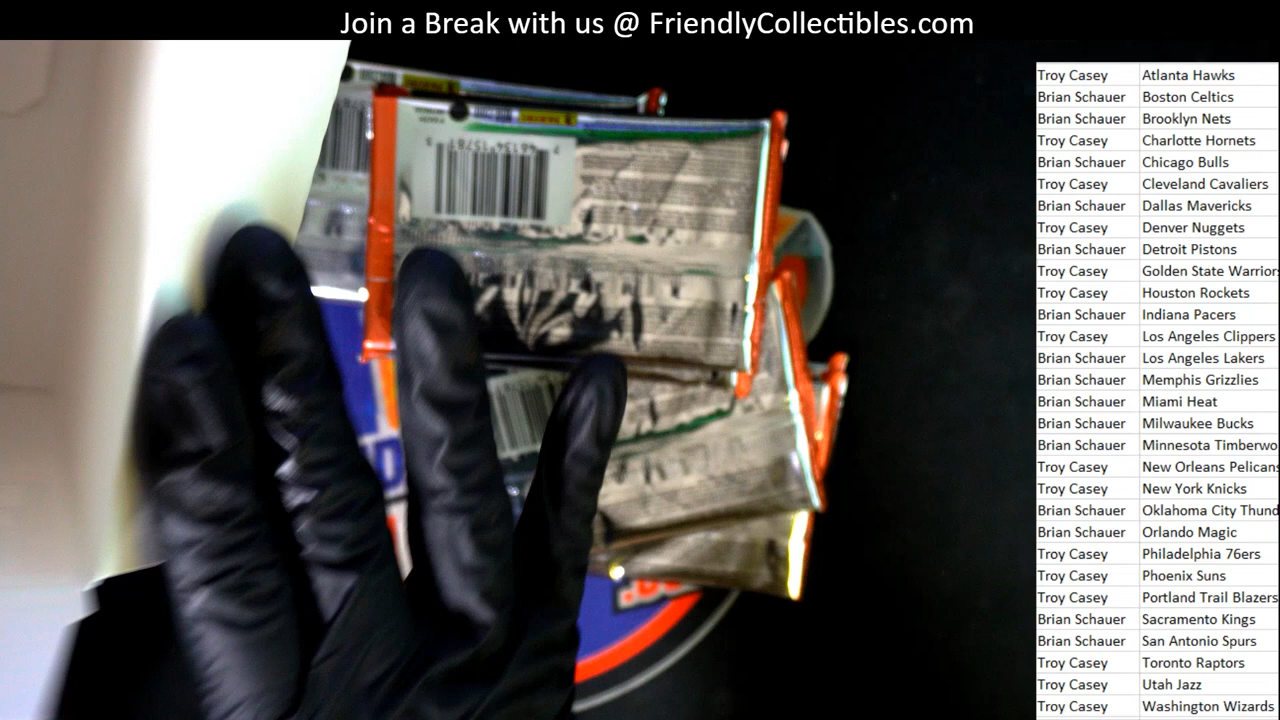 Join a Break with us @ FriendlyCollectibles.com
Troy Casey Atlanta Hawks
Brian Schauer Boston Celtics
Brian Schauer Brooklyn Nets
Troy Casey Charlotte Hornets
Brian Schauer Chicago Bulls
Troy Casey Cleveland Cavaliers
Brian Schauer Dallas Mavericks
Troy Casey Denver Nuggets
Brian Schauer Detroit Pistons
Troy Casey Golden State Warrior
Troy Casey Houston Rockets
Brian Schauer Indiana Pacers
Troy Casey Los Angeles Clippers
Brian Schauer Los Angeles Lakers
Brian Schauer Memphis Grizzlies
Brian Schauer Miami Heat
Brian Schauer Milwaukee Bucks
Brian Schauer Minnesota Timberwo
Troy Casey New Orleans Pelicans
Troy Casey New York Knicks
Brian Schauer Oklahoma City Thund
Brian Schauer Orlando Magic
Troy Casey Philadelphia 76ers
Troy Casey Phoenix Suns
Troy Casey Portland Trail Blazers
Brian Schauer Sacramento Kings
Brian Schauer San Antonio Spurs
Troy Casey Toronto Raptors
Troy Casey Utah Jazz
Troy Casey Washington Wizards